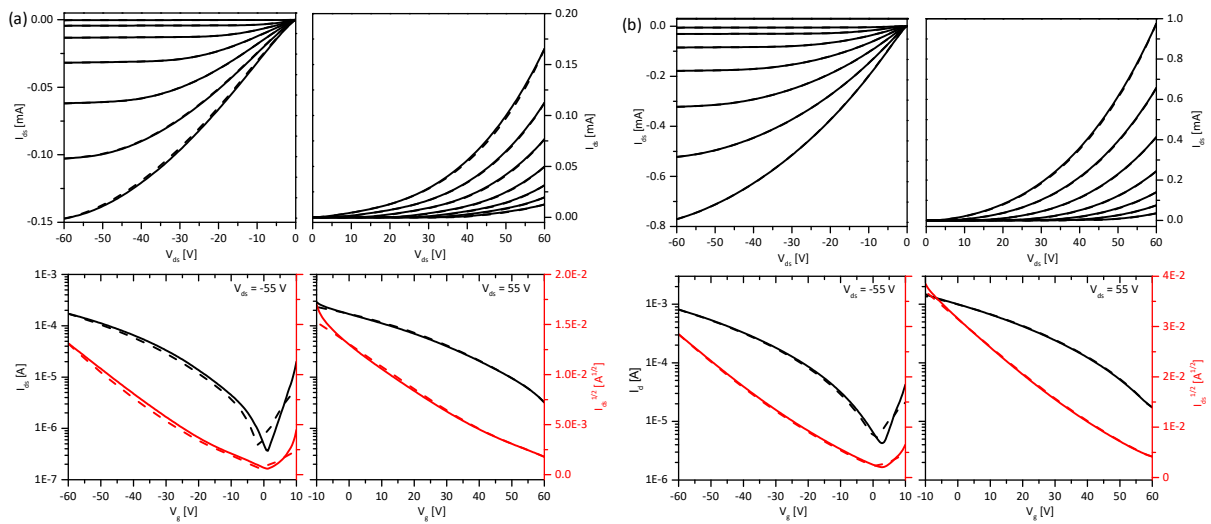 (a)
0.00
-0.05
-0.10
-0.15
I_ds [mA]
-60 -50 -40 -30 -20 -10 0
V_ds [V]
0.20
0.15
0.10
0.05
0.00
I_ds [mA]
0 10 20 30 40 50 60
V_ds [V]
1E-3
1E-4
1E-5
1E-6
1E-7
I_ds [A]
V_ds = -55 V
-60 -50 -40 -30 -20 -10 0 10
V_g [V]
V_ds = 55 V
2.0E-2
1.5E-2
1.0E-2
5.0E-3
0.0
I_ds^1/2 [A^1/2]
-10 0 10 20 30 40 50 60
V_g [V]
(b)
0.0
-0.2
-0.4
-0.6
-0.8
I_ds [mA]
-60 -50 -40 -30 -20 -10 0
V_ds [V]
1.0
0.8
0.6
0.4
0.2
0.0
I_ds [mA]
0 10 20 30 40 50 60
V_ds [V]
1E-3
1E-4
1E-5
1E-6
I_d [A]
V_ds = -55 V
-60 -50 -40 -30 -20 -10 0 10
V_g [V]
V_ds = 55 V
4E-2
3E-2
2E-2
1E-2
0
I_ds^1/2 [A^1/2]
-10 0 10 20 30 40 50 60
V_g [V]